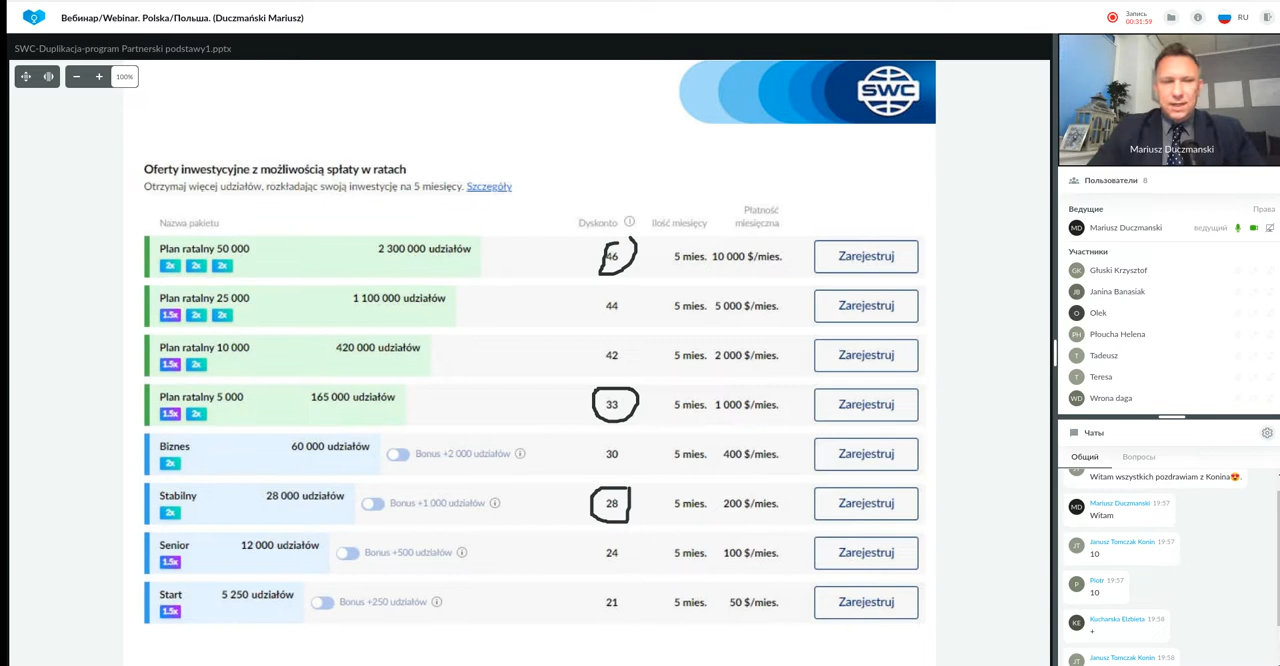 Вебинар/Webinar. Polska/Польша. (Duczmański Mariusz)
Запись
00:31:59
RU
SWC-Duplikacja-program Partnerski podstawy1.pptx
100%
SWC
Oferty inwestycyjne z możliwością spłaty w ratach
Otrzymaj więcej udziałów, rozkładając swoją inwestycję na 5 miesięcy. Szczegóły
Nazwa pakietu
Dyskonto
Ilość miesięcy
Płatność miesięczna
Plan ratalny 50 000 2 300 000 udziałów
2x 2x 2x
46 5 mies. 10 000 $/mies. Zarejestruj
Plan ratalny 25 000 1 100 000 udziałów
1.5x 2x 2x
44 5 mies. 5 000 $/mies. Zarejestruj
Plan ratalny 10 000 420 000 udziałów
1.5x 2x
42 5 mies. 2 000 $/mies. Zarejestruj
Plan ratalny 5 000 165 000 udziałów
1.5x 2x
33 5 mies. 1 000 $/mies. Zarejestruj
Biznes 60 000 udziałów
2x
Bonus +2 000 udziałów 30 5 mies. 400 $/mies. Zarejestruj
Stabilny 28 000 udziałów
2x
Bonus +1 000 udziałów 28 5 mies. 200 $/mies. Zarejestruj
Senior 12 000 udziałów
1.5x
Bonus +500 udziałów 24 5 mies. 100 $/mies. Zarejestruj
Start 5 250 udziałów
1.5x
Bonus +250 udziałów 21 5 mies. 50 $/mies. Zarejestruj
Mariusz Duczmanski
Пользователи 8
Ведущие Права
MD Mariusz Duczmanski ведущий
Участники
GK Głuski Krzysztof
JB Janina Banasiak
O Olek
PH Płoucha Helena
T Tadeusz
T Teresa
WD Wrona daga
Чаты
Общий Вопросы
Witam wszystkich pozdrawiam z Konina😍.
MD Mariusz Duczmanski 19:57
Witam
JT Janusz Tomczak Konin 19:57
10
P Piotr 19:57
10
KE Kucharska Elzbieta 19:58
+
JT Janusz Tomczak Konin 19:58